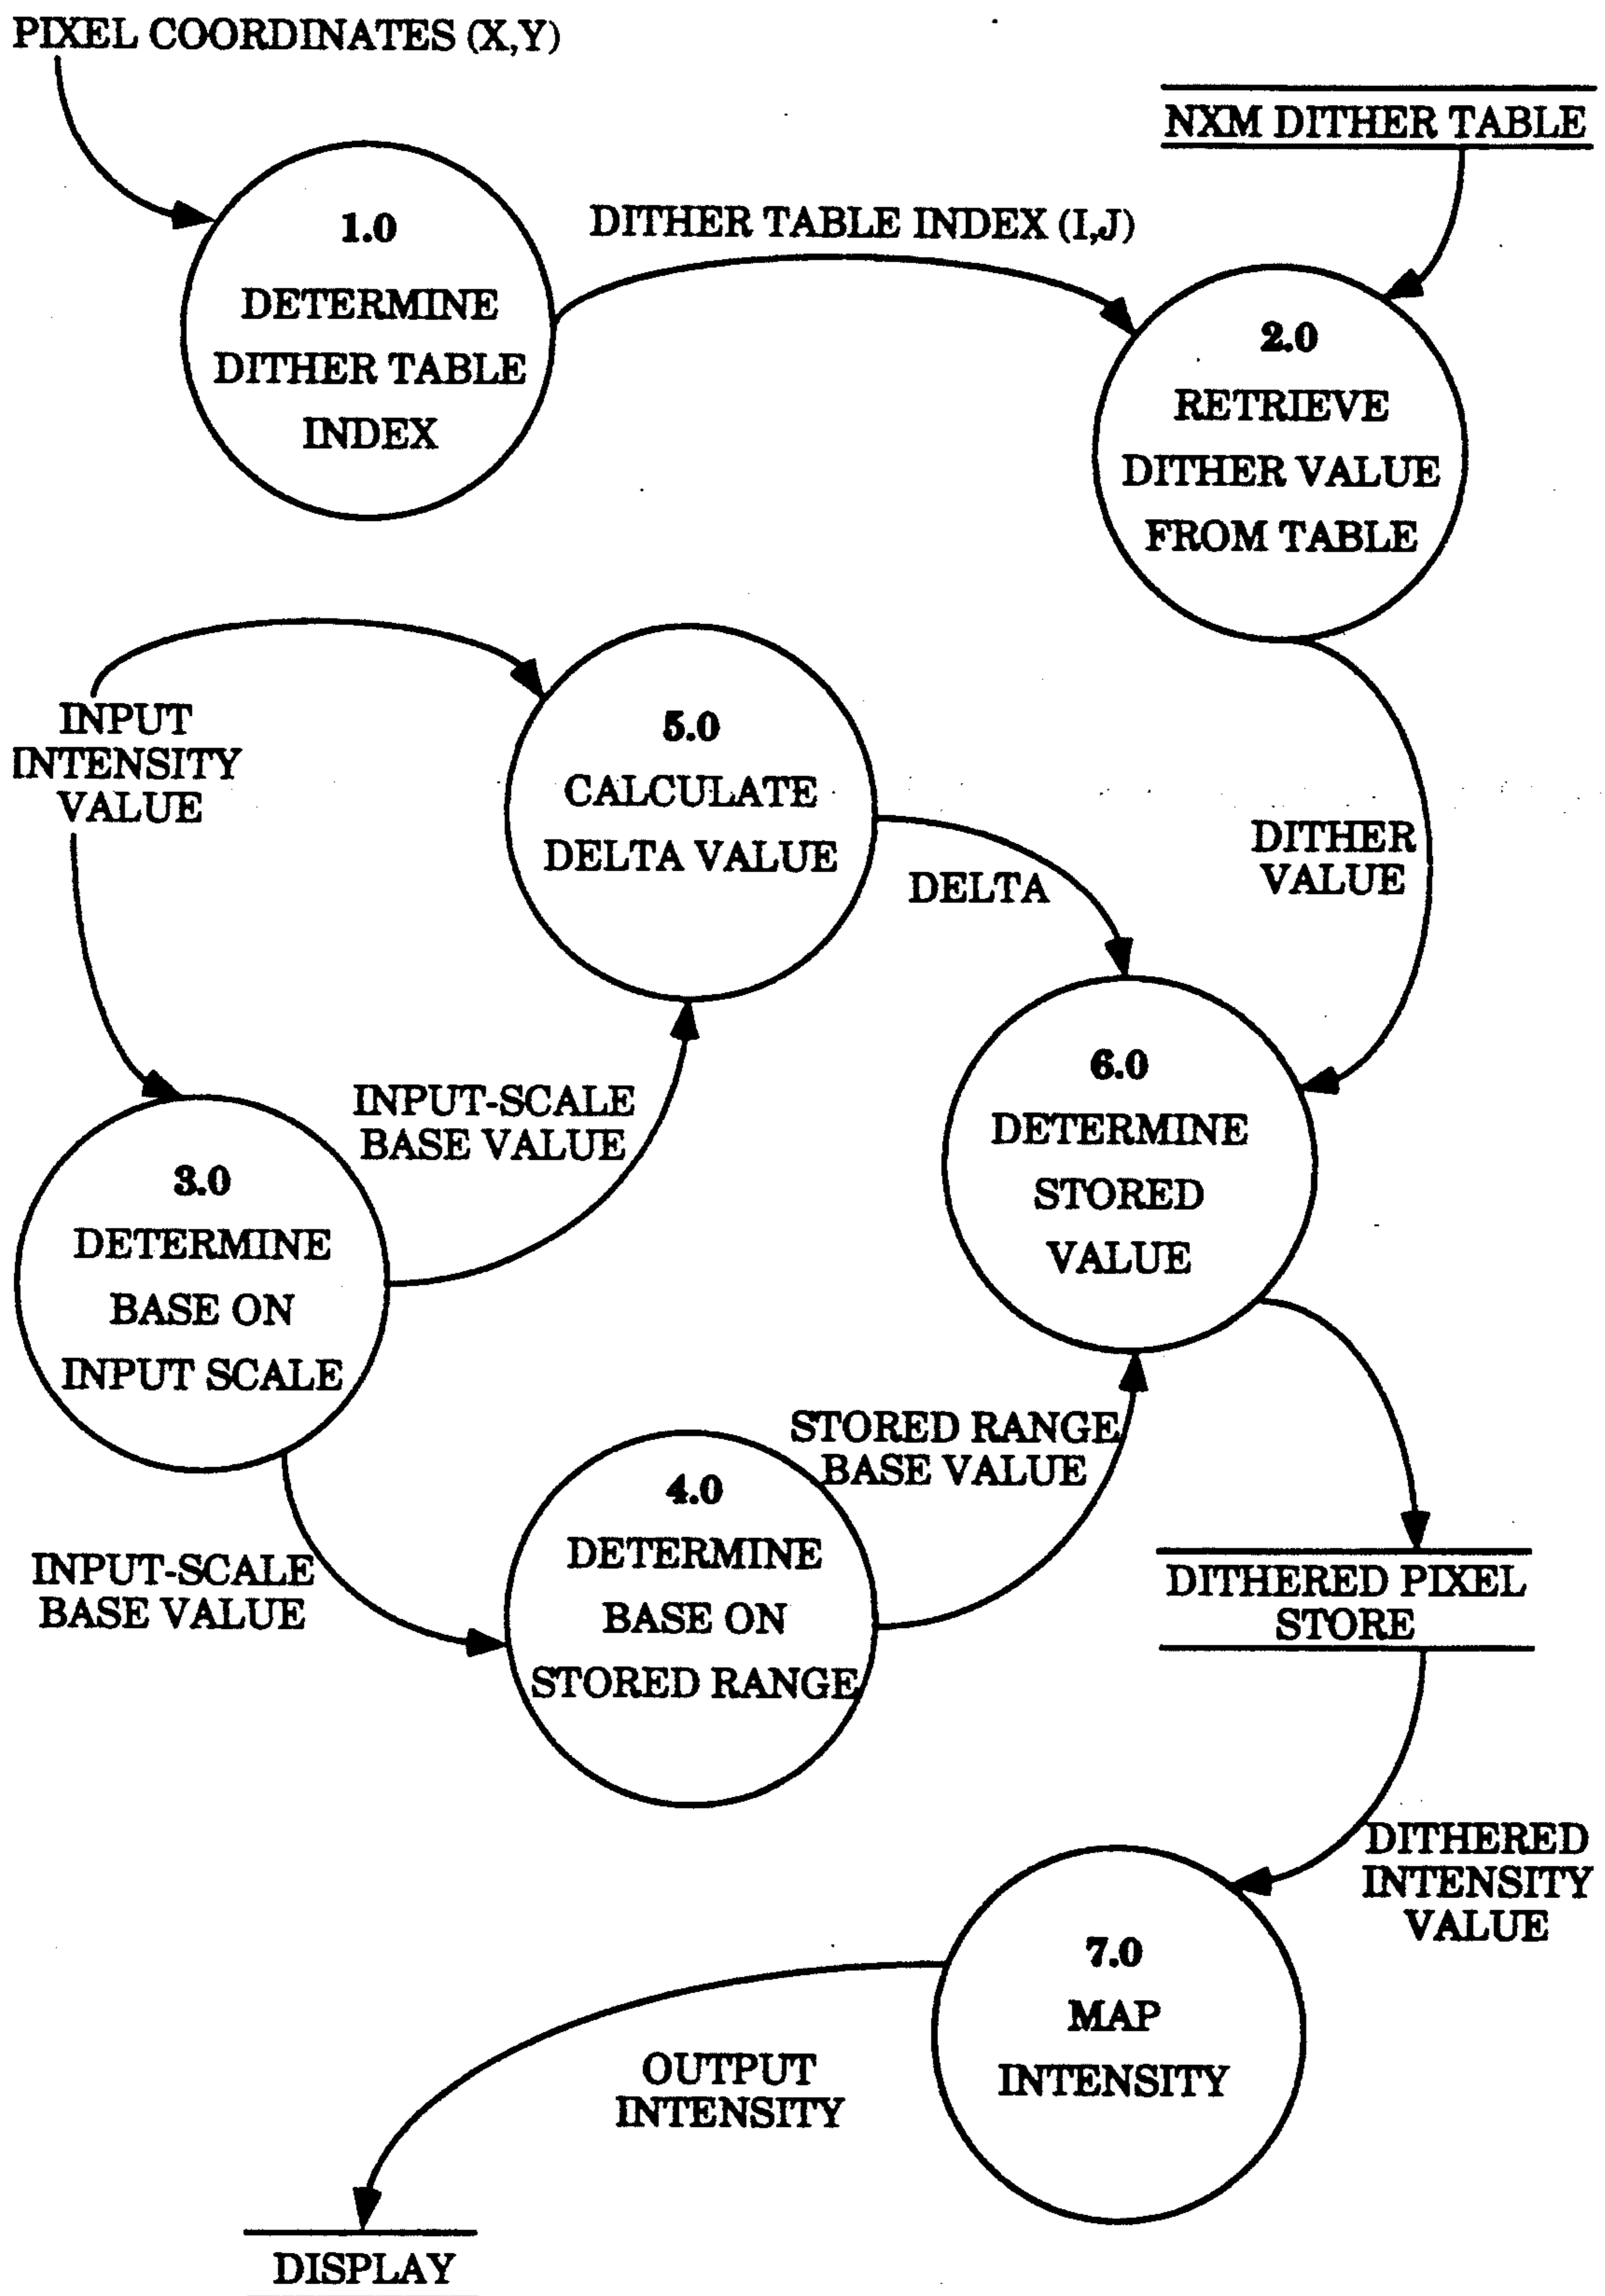 PIXEL COORDINATES (X,Y)
NXM DITHER TABLE
1.0
DETERMINE
DITHER TABLE
INDEX
DITHER TABLE INDEX (I,J)
2.0
RETRIEVE
DITHER VALUE
FROM TABLE
INPUT
INTENSITY
VALUE
5.0
CALCULATE
DELTA VALUE
DELTA
DITHER
VALUE
3.0
DETERMINE
BASE ON
INPUT SCALE
INPUT-SCALE
BASE VALUE
6.0
DETERMINE
STORED
VALUE
INPUT-SCALE
BASE VALUE
4.0
DETERMINE
BASE ON
STORED RANGE
STORED RANGE
BASE VALUE
DITHERED PIXEL
STORE
DITHERED
INTENSITY
VALUE
7.0
MAP
INTENSITY
OUTPUT
INTENSITY
DISPLAY